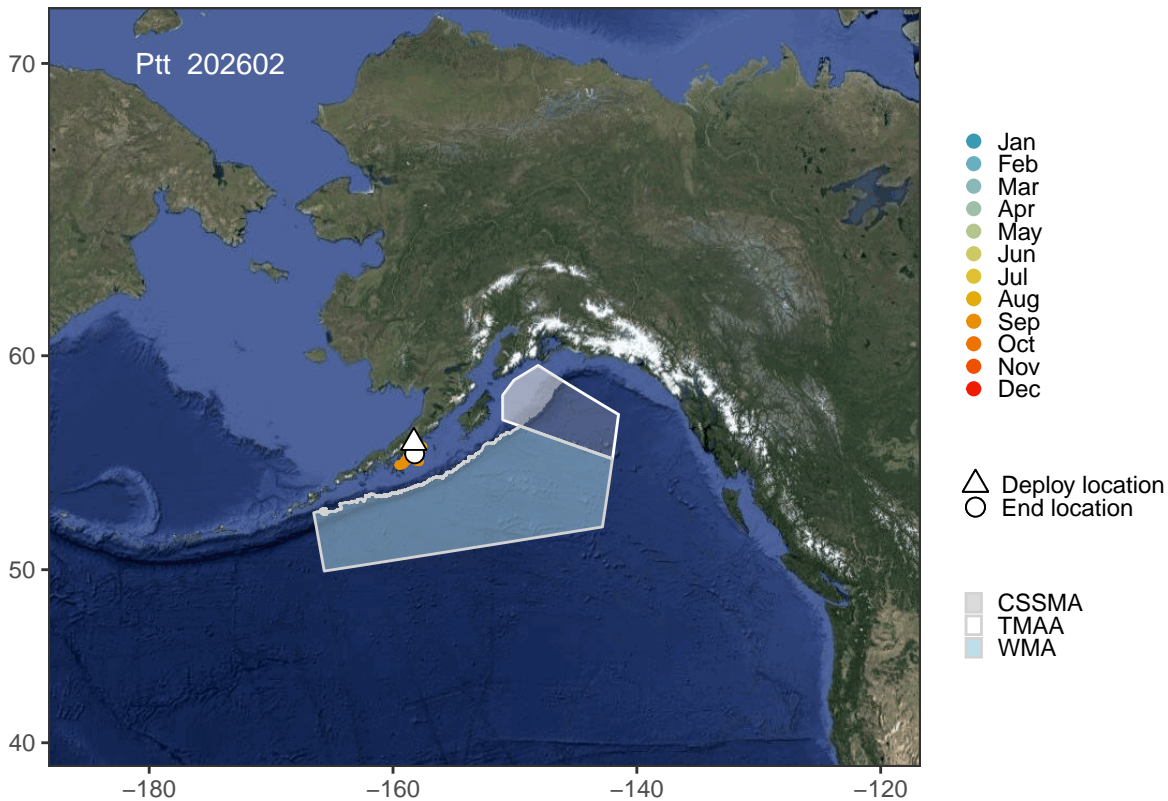 Ptt 202602
70
60
50
40
−180
−160
−140
−120
Jan
Feb
Mar
Apr
May
Jun
Jul
Aug
Sep
Oct
Nov
Dec
Deploy location
End location
CSSMA
TMAA
WMA